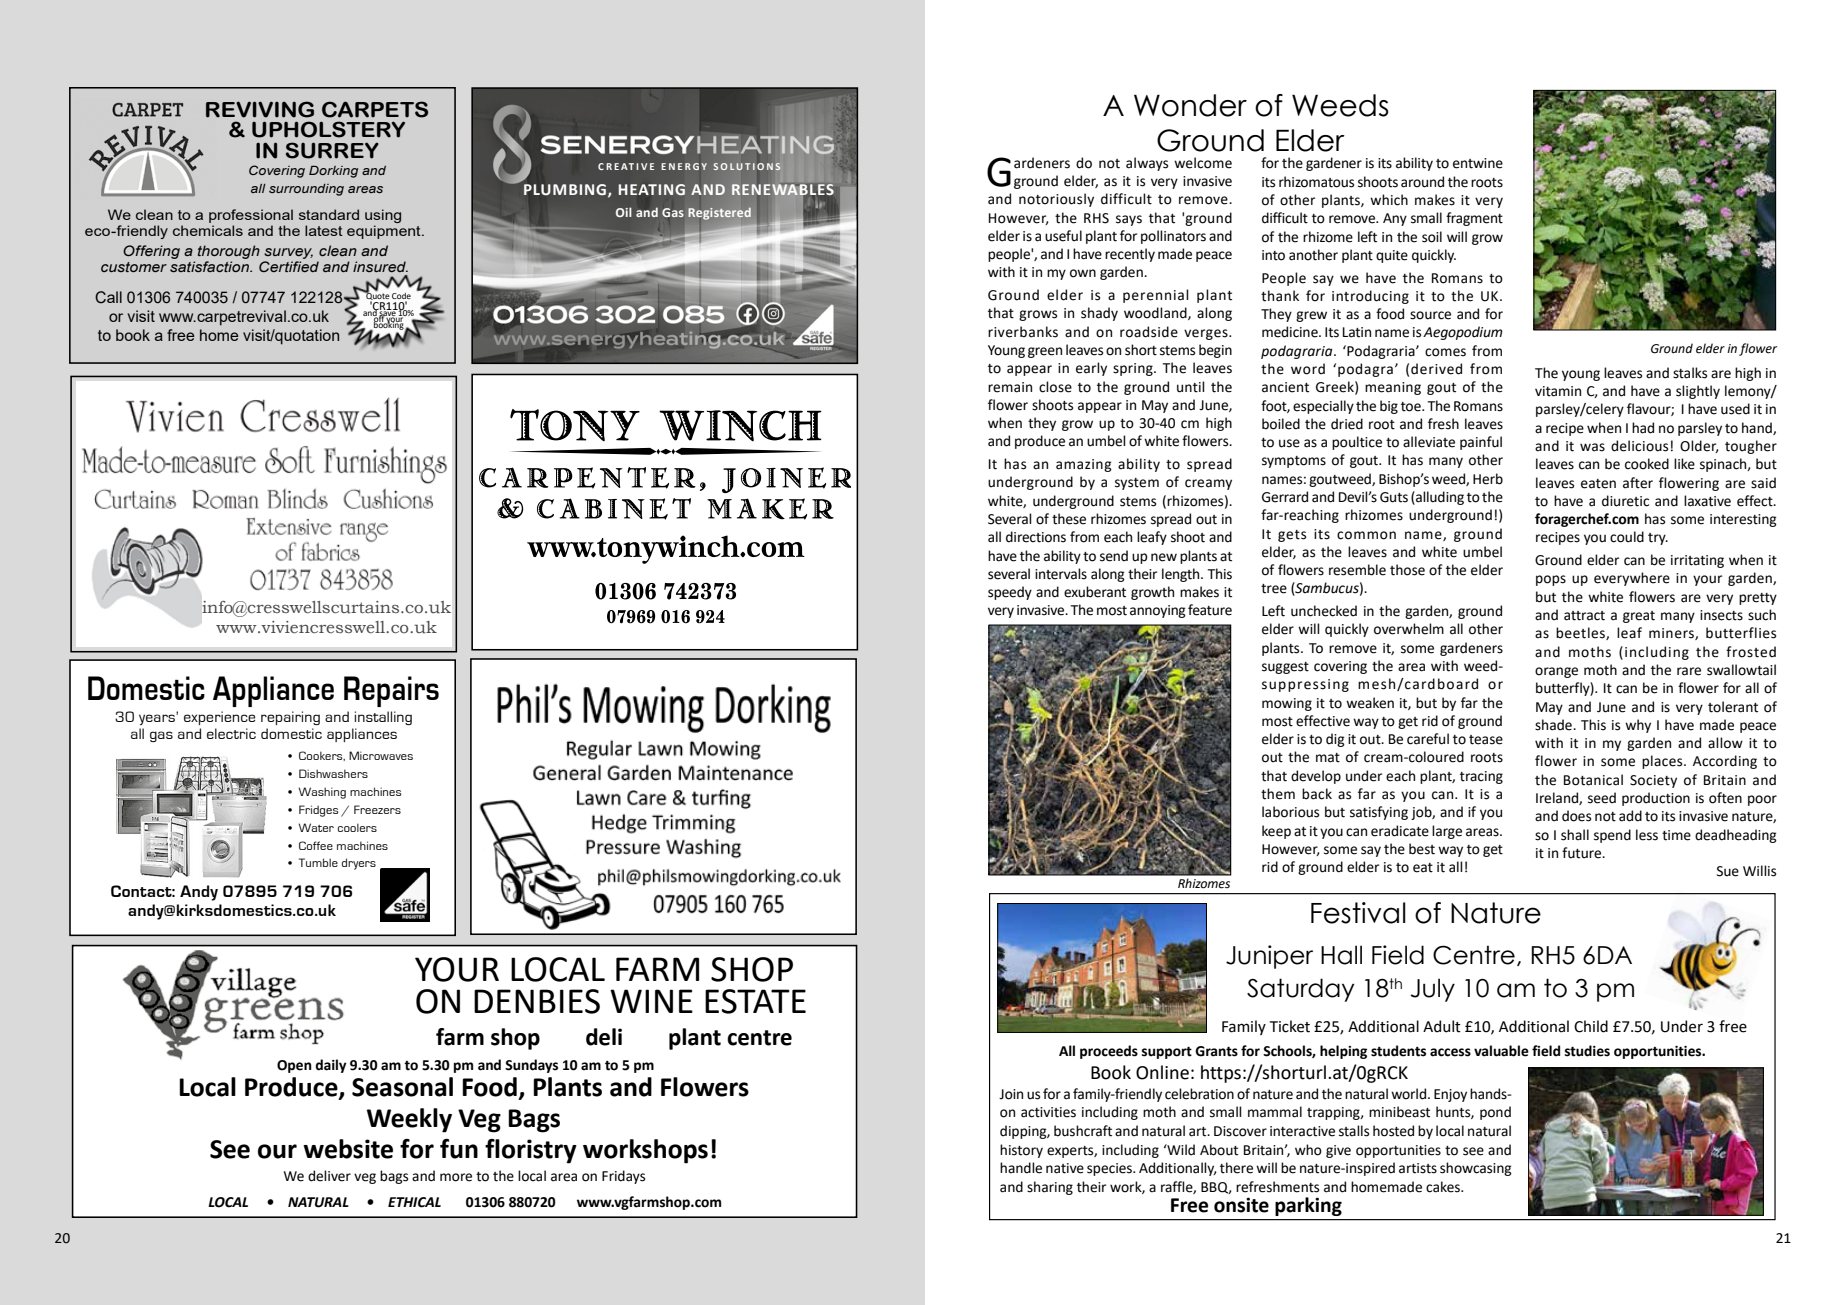 CARPET
REVIVAL
REVIVING CARPETS
& UPHOLSTERY
IN SURREY
Covering Dorking and
all surrounding areas
We clean to a professional standard using
eco-friendly chemicals and the latest equipment.
Offering a thorough survey, clean and
customer satisfaction. Certified and insured.
Call 01306 740035 / 07747 122128
or visit www.carpetrevival.co.uk
to book a free home visit/quotation
Quote Code
'CR110'
and save 10%
off your
booking
SENERGYHEATING
CREATIVE ENERGY SOLUTIONS
PLUMBING, HEATING AND RENEWABLES
Oil and Gas Registered
01306 302 085
www.senergyheating.co.uk
GAS
safe
REGISTER
Vivien Cresswell
Made-to-measure Soft Furnishings
Curtains Roman Blinds Cushions
Extensive range
of fabrics
01737 843858
info@cresswellscurtains.co.uk
www.viviencresswell.co.uk
TONY WINCH
CARPENTER, JOINER
& CABINET MAKER
www.tonywinch.com
01306 742373
07969 016 924
Domestic Appliance Repairs
30 years' experience repairing and installing
all gas and electric domestic appliances
• Cookers, Microwaves
• Dishwashers
• Washing machines
• Fridges / Freezers
• Water coolers
• Coffee machines
• Tumble dryers
Contact: Andy 07895 719 706
andy@kirksdomestics.co.uk
GAS
safe
REGISTER
Phil's Mowing Dorking
Regular Lawn Mowing
General Garden Maintenance
Lawn Care & turfing
Hedge Trimming
Pressure Washing
phil@philsmowingdorking.co.uk
07905 160 765
village
greens
farm shop
YOUR LOCAL FARM SHOP
ON DENBIES WINE ESTATE
farm shop deli plant centre
Open daily 9.30 am to 5.30 pm and Sundays 10 am to 5 pm
Local Produce, Seasonal Food, Plants and Flowers
Weekly Veg Bags
See our website for fun floristry workshops!
We deliver veg bags and more to the local area on Fridays
LOCAL • NATURAL • ETHICAL 01306 880720 www.vgfarmshop.com
20
A Wonder of Weeds
Ground Elder
Gardeners do not always welcome
ground elder, as it is very invasive
and notoriously difficult to remove.
However, the RHS says that 'ground
elder is a useful plant for pollinators and
people', and I have recently made peace
with it in my own garden.
Ground elder is a perennial plant
that grows in shady woodland, along
riverbanks and on roadside verges.
Young green leaves on short stems begin
to appear in early spring. The leaves
remain close to the ground until the
flower shoots appear in May and June,
when they grow up to 30-40 cm high
and produce an umbel of white flowers.
It has an amazing ability to spread
underground by a system of creamy
white, underground stems (rhizomes).
Several of these rhizomes spread out in
all directions from each leafy shoot and
have the ability to send up new plants at
several intervals along their length. This
speedy and exuberant growth makes it
very invasive. The most annoying feature
Rhizomes
for the gardener is its ability to entwine
its rhizomatous shoots around the roots
of other plants, which makes it very
difficult to remove. Any small fragment
of the rhizome left in the soil will grow
into another plant quite quickly.
People say we have the Romans to
thank for introducing it to the UK.
They grew it as a food source and for
medicine. Its Latin name is Aegopodium
podagraria. ‘Podagraria’ comes from
the word ‘podagra’ (derived from
ancient Greek) meaning gout of the
foot, especially the big toe. The Romans
boiled the dried root and fresh leaves
to use as a poultice to alleviate painful
symptoms of gout. It has many other
names: goutweed, Bishop’s weed, Herb
Gerrard and Devil’s Guts (alluding to the
far-reaching rhizomes underground!)
It gets its common name, ground
elder, as the leaves and white umbel
of flowers resemble those of the elder
tree (Sambucus).
Left unchecked in the garden, ground
elder will quickly overwhelm all other
plants. To remove it, some gardeners
suggest covering the area with weed-
suppressing mesh/cardboard or
mowing it to weaken it, but by far the
most effective way to get rid of ground
elder is to dig it out. Be careful to tease
out the mat of cream-coloured roots
that develop under each plant, tracing
them back as far as you can. It is a
laborious but satisfying job, and if you
keep at it you can eradicate large areas.
However, some say the best way to get
rid of ground elder is to eat it all!
Ground elder in flower
The young leaves and stalks are high in
vitamin C, and have a slightly lemony/
parsley/celery flavour; I have used it in
a recipe when I had no parsley to hand,
and it was delicious! Older, tougher
leaves can be cooked like spinach, but
leaves eaten after flowering are said
to have a diuretic and laxative effect.
foragerchef.com has some interesting
recipes you could try.
Ground elder can be irritating when it
pops up everywhere in your garden,
but the white flowers are very pretty
and attract a great many insects such
as beetles, leaf miners, butterflies
and moths (including the frosted
orange moth and the rare swallowtail
butterfly). It can be in flower for all of
May and June and is very tolerant of
shade. This is why I have made peace
with it in my garden and allow it to
flower in some places. According to
the Botanical Society of Britain and
Ireland, seed production is often poor
and does not add to its invasive nature,
so I shall spend less time deadheading
it in future.
Sue Willis
Festival of Nature
Juniper Hall Field Centre, RH5 6DA
Saturday 18th July 10 am to 3 pm
Family Ticket £25, Additional Adult £10, Additional Child £7.50, Under 3 free
All proceeds support Grants for Schools, helping students access valuable field studies opportunities.
Book Online: https://shorturl.at/0gRCK
Join us for a family-friendly celebration of nature and the natural world. Enjoy hands-
on activities including moth and small mammal trapping, minibeast hunts, pond
dipping, bushcraft and natural art. Discover interactive stalls hosted by local natural
history experts, including ‘Wild About Britain’, who give opportunities to see and
handle native species. Additionally, there will be nature-inspired artists showcasing
and sharing their work, a raffle, BBQ, refreshments and homemade cakes.
Free onsite parking
21